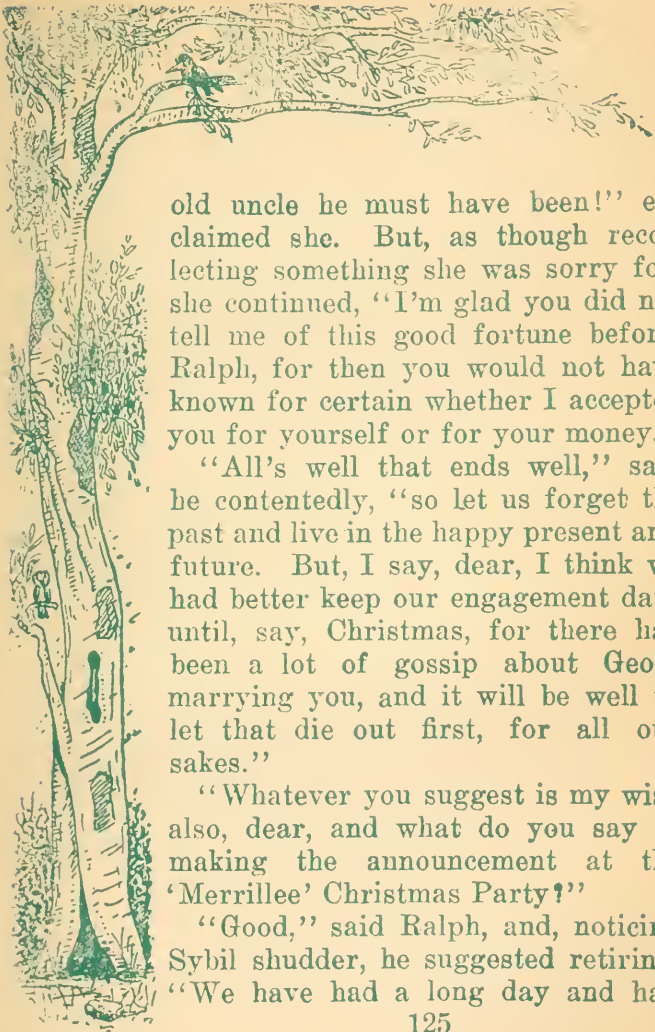 old uncle he must have been!" e
claimed she. But, as though reco
lecting something she was sorry fo
she continued, "I'm glad you did n
tell me of this good fortune befor
Ralph, for then you would not hav
known for certain whether I accept
you for yourself or for your money.
"All's well that ends well," sa
he contentedly, "so let us forget t
past and live in the happy present an
future. But, I say, dear, I think w
had better keep our engagement da
until, say, Christmas, for there ha
been a lot of gossip about Geo
marrying you, and it will be well
let that die out first, for all ou
sakes."
"Whatever you suggest is my wis
also, dear, and what do you say
making the announcement at th
'Merrillee' Christmas Party?"
"Good," said Ralph, and, noticin
Sybil shudder, he suggested retirin
"We have had a long day and ha
125